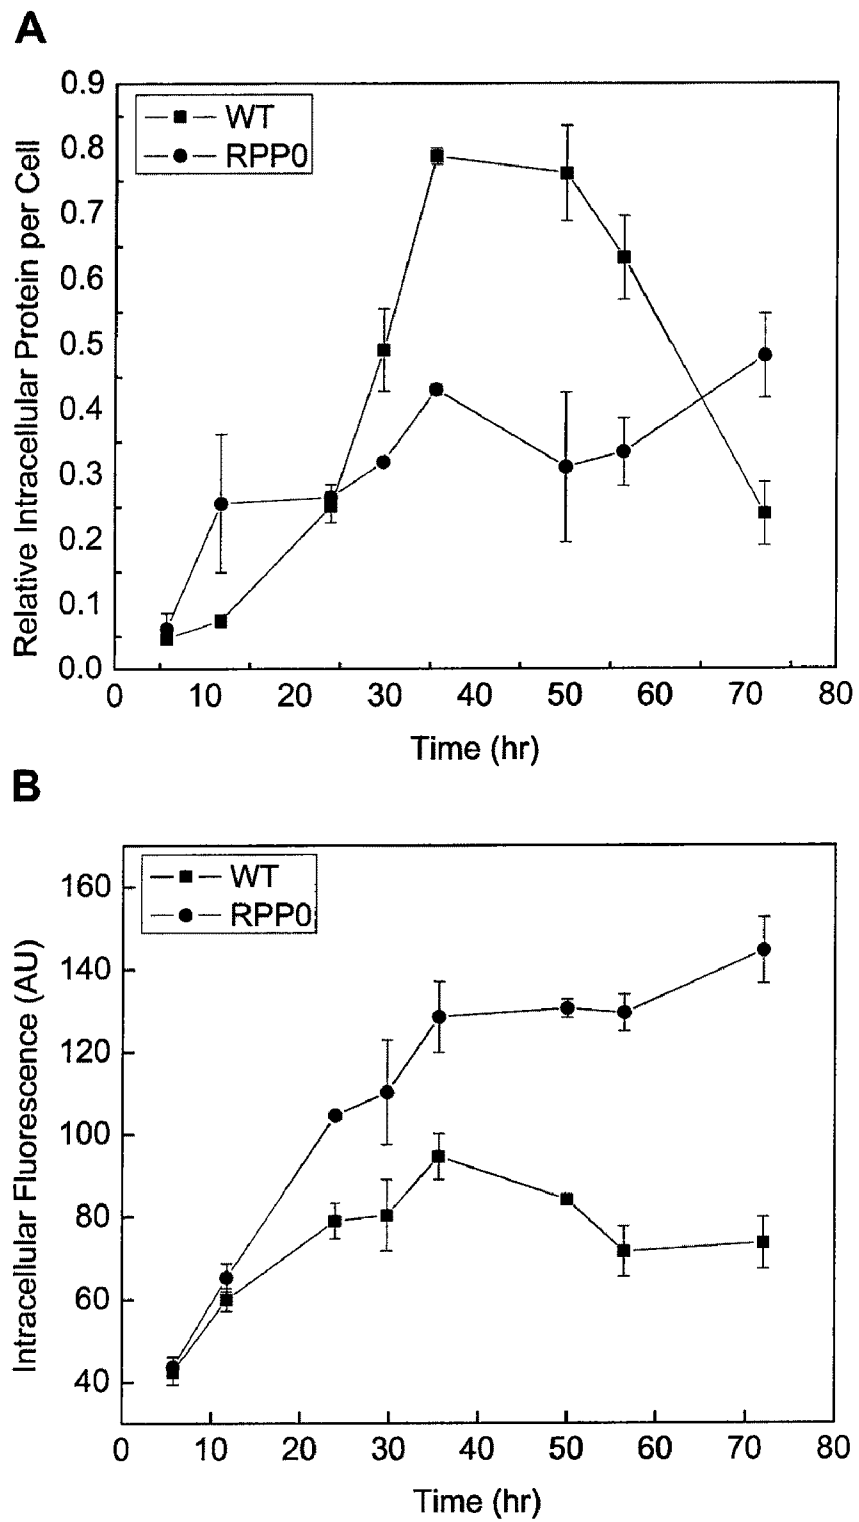 A
Relative Intracellular Protein per Cell
0.9
0.8
0.7
0.6
0.5
0.4
0.3
0.2
0.1
0.0
WT
RPP0
0 10 20 30 40 50 60 70 80
Time (hr)
B
Intracellular Fluorescence (AU)
160
140
120
100
80
60
40
WT
RPP0
0 10 20 30 40 50 60 70 80
Time (hr)